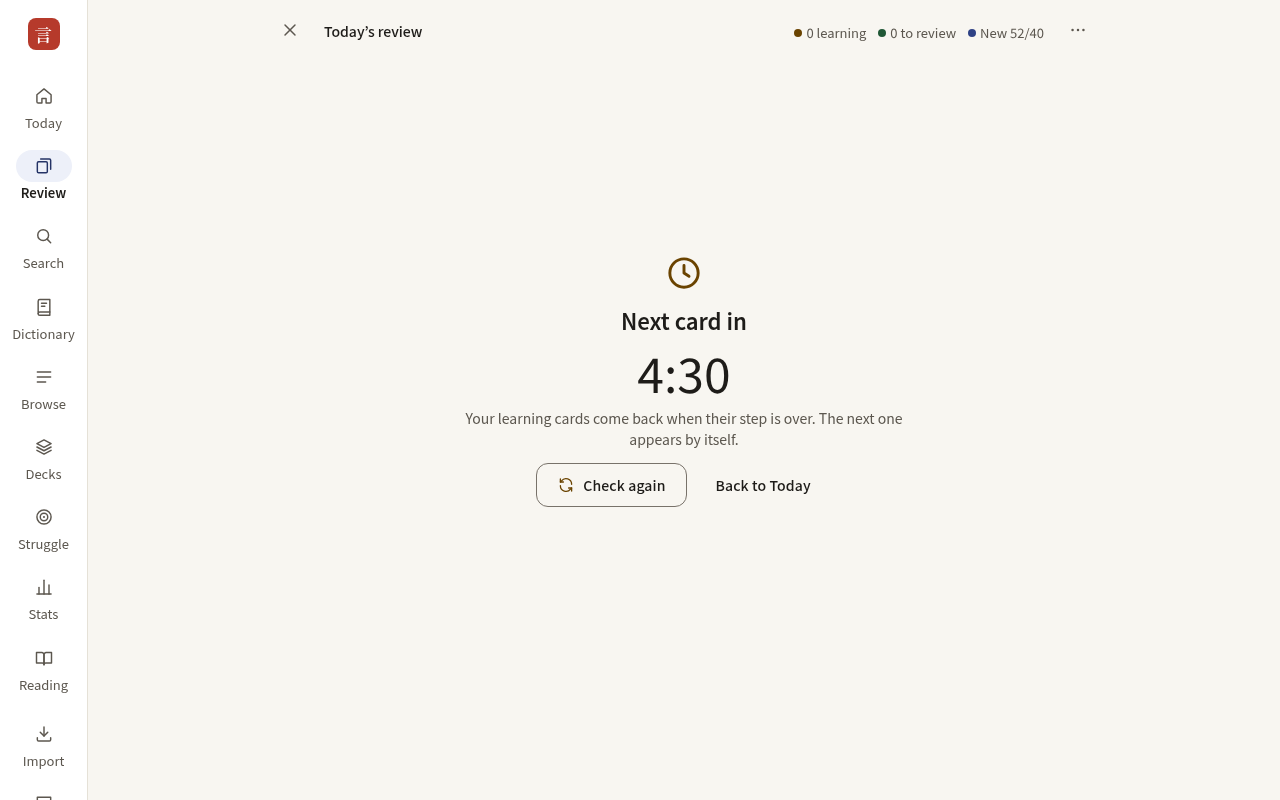 言
Today
Review
Search
Dictionary
Browse
Decks
Struggle
Stats
Reading
Import
Today’s review
0 learning
0 to review
New 52/40
Next card in
4:30
Your learning cards come back when their step is over. The next one
appears by itself.
Check again
Back to Today